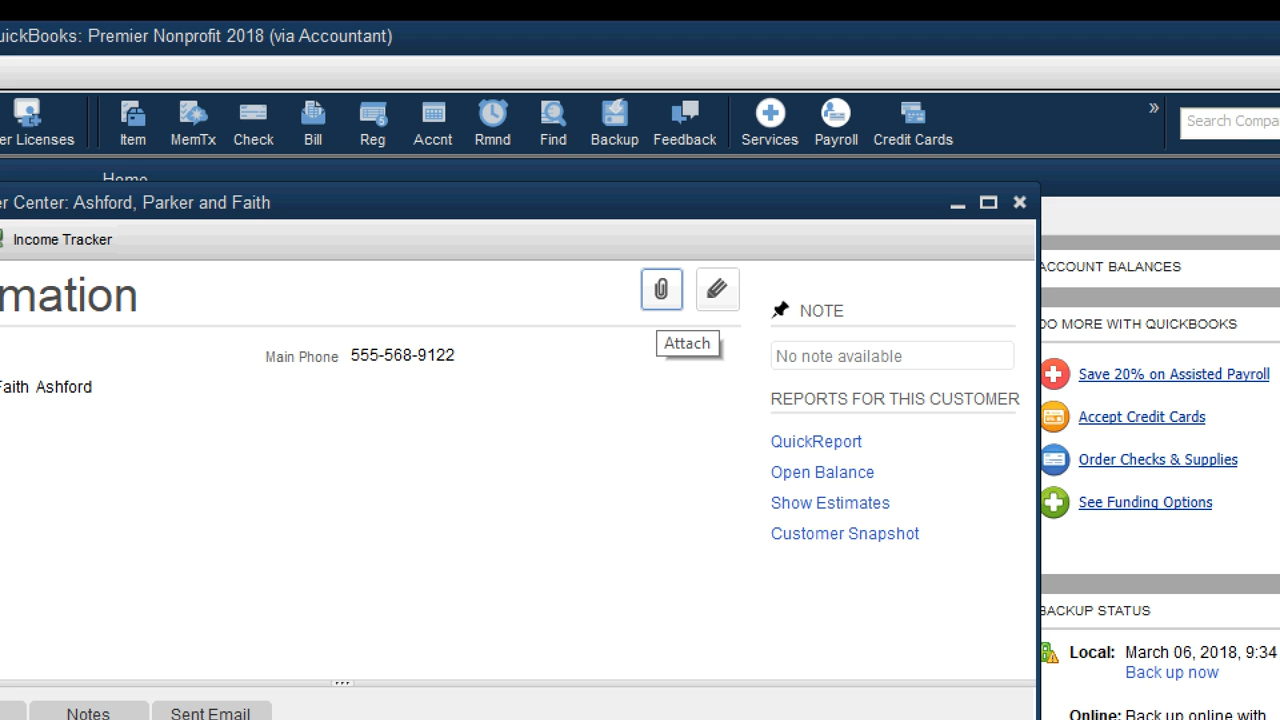 uickBooks: Premier Nonprofit 2018 (via Accountant)
er Licenses Item MemTx Check Bill Reg Accnt Rmnd Find Backup Feedback Services Payroll Credit Cards » Search Compa
Home
er Center: Ashford, Parker and Faith
Income Tracker
mation
ACCOUNT BALANCES
NOTE
DO MORE WITH QUICKBOOKS
Attach
Main Phone 555-568-9122
No note available
Faith Ashford
Save 20% on Assisted Payroll
REPORTS FOR THIS CUSTOMER
Accept Credit Cards
QuickReport
Order Checks & Supplies
Open Balance
Show Estimates
See Funding Options
Customer Snapshot
BACKUP STATUS
Local: March 06, 2018, 9:34
Back up now
Notes Sent Email
Online: Back up online with